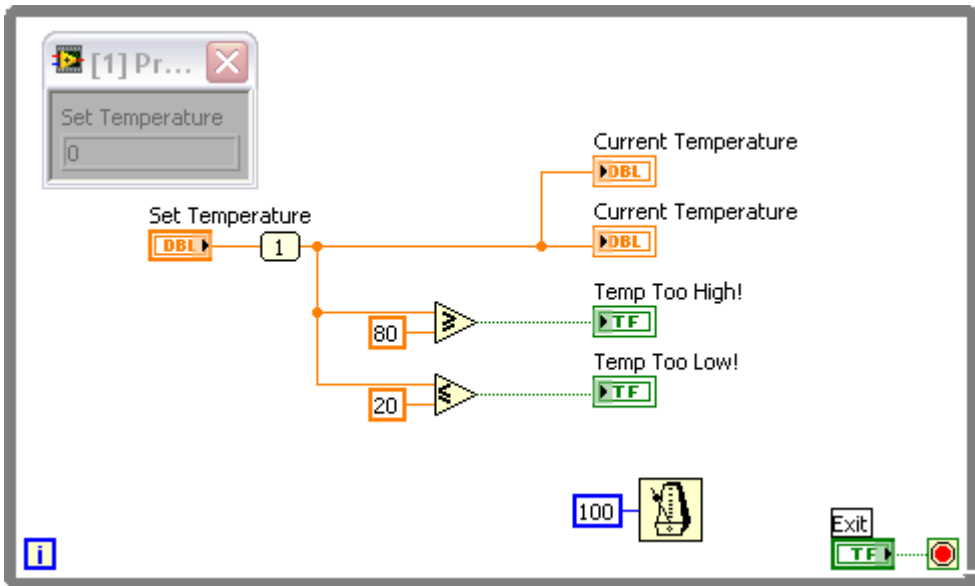 [1] Pr...
Set Temperature
0
Current Temperature
DBL
Set Temperature
Current Temperature
DBL
1
DBL
Temp Too High!
80
≥
TF
Temp Too Low!
20
≤
TF
100
Exit
i
TF